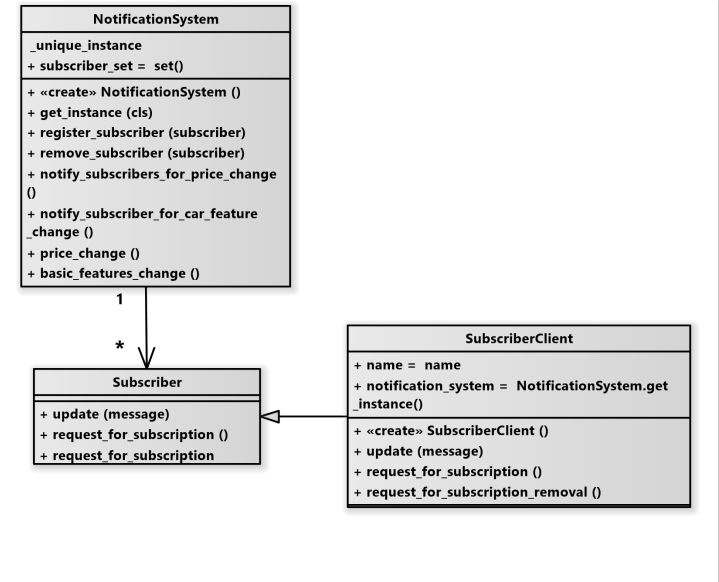 NotificationSystem
_unique_instance
+ subscriber_set = set()
+ «create» NotificationSystem ()
+ get_instance (cls)
+ register_subscriber (subscriber)
+ remove_subscriber (subscriber)
+ notify_subscribers_for_price_change
()
+ notify_subscriber_for_car_feature
_change ()
+ price_change ()
+ basic_features_change ()
1
*
Subscriber
+ update (message)
+ request_for_subscription ()
+ request_for_subscription
SubscriberClient
+ name = name
+ notification_system = NotificationSystem.get
_instance()
+ «create» SubscriberClient ()
+ update (message)
+ request_for_subscription ()
+ request_for_subscription_removal ()